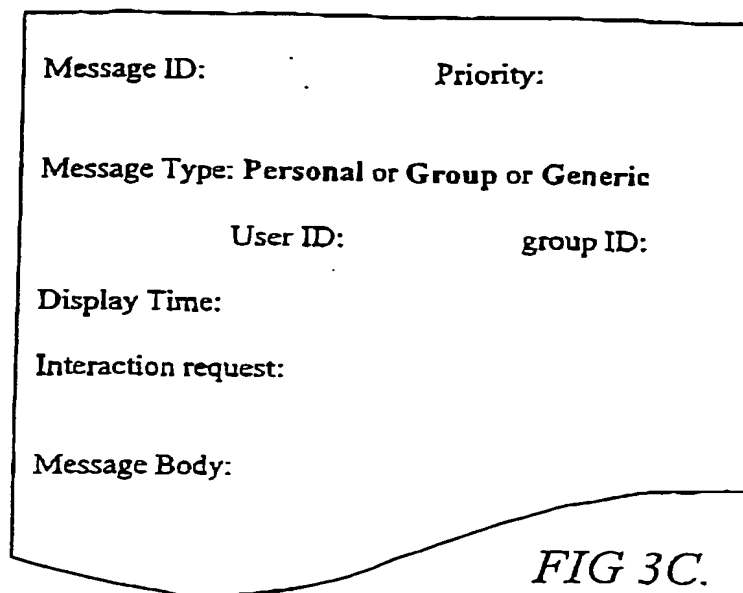 Message ID: Priority:
Message Type: Personal or Group or Generic
User ID: group ID:
Display Time:
Interaction request:
Message Body:
FIG 3C.